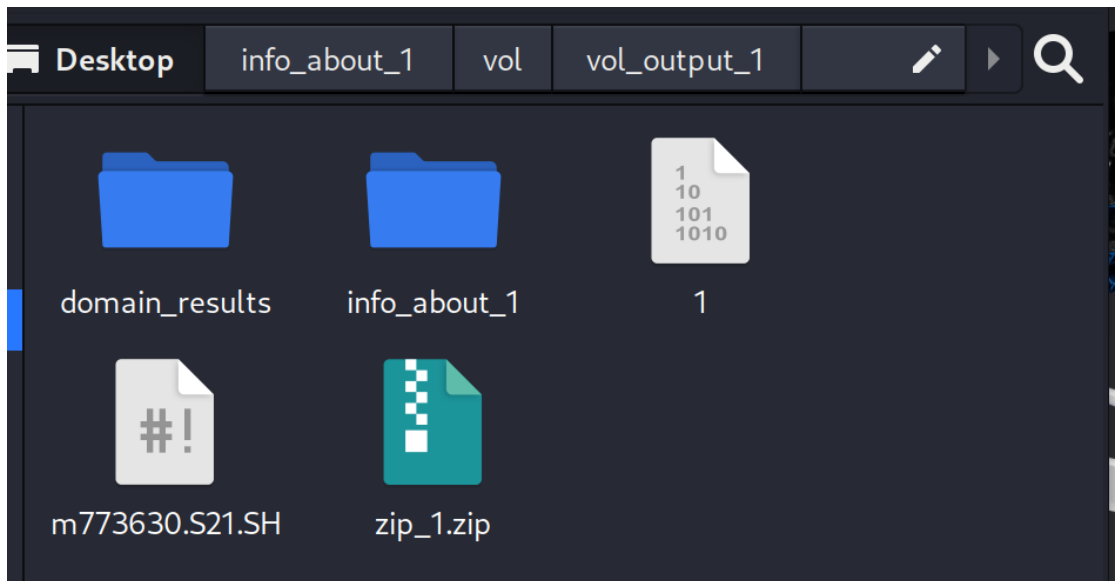 Desktop info_about_1 vol vol_output_1
1
10
101
1010
domain_results info_about_1 1
#!
m773630.S21.SH zip_1.zip